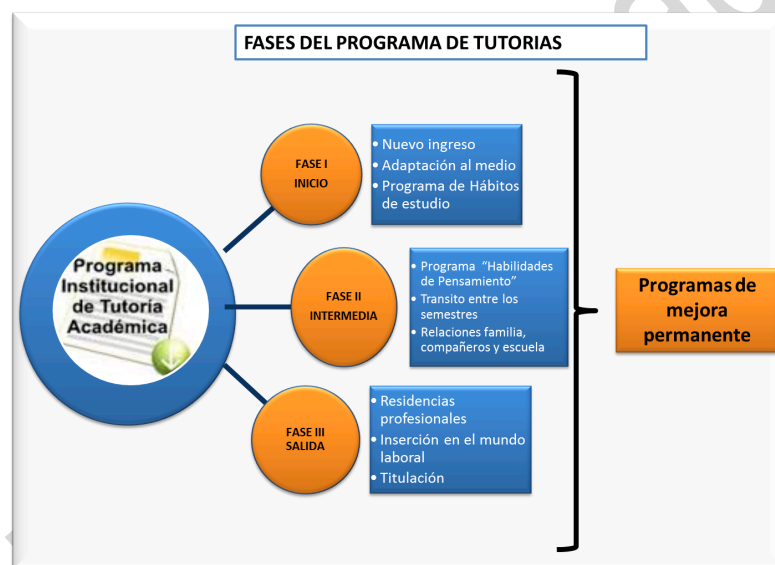 FASES DEL PROGRAMA DE TUTORIAS
Programa
Institucional
de Tutoría
Académica
FASE I
INICIO
• Nuevo ingreso
• Adaptación al medio
• Programa de Hábitos
de estudio
FASE II
INTERMEDIA
• Programa “Habilidades
de Pensamiento”
• Transito entre los
semestres
• Relaciones familia,
compañeros y escuela
FASE III
SALIDA
• Residencias
profesionales
• Inserción en el mundo
laboral
• Titulación
Programas de
mejora
permanente